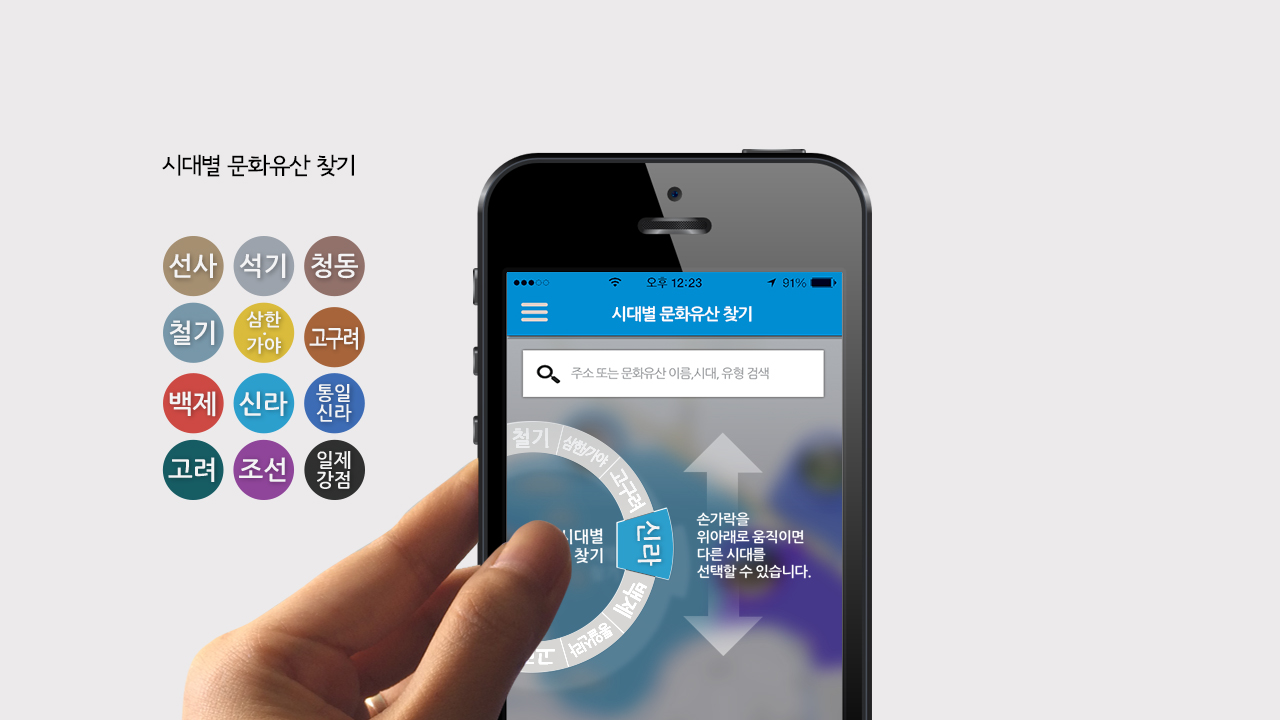 시대별 문화유산 찾기
선사
석기
청동
철기
삼한
·
가야
고구려
백제
신라
통일
신라
고려
조선
일제
강점
오후 12:23
91%
시대별 문화유산 찾기
주소 또는 문화유산 이름,시대, 유형 검색
철기
삼한가야
고구려
신라
백제
통일신라
시대별
찾기
손가락을
위아래로 움직이면
다른 시대를
선택할 수 있습니다.